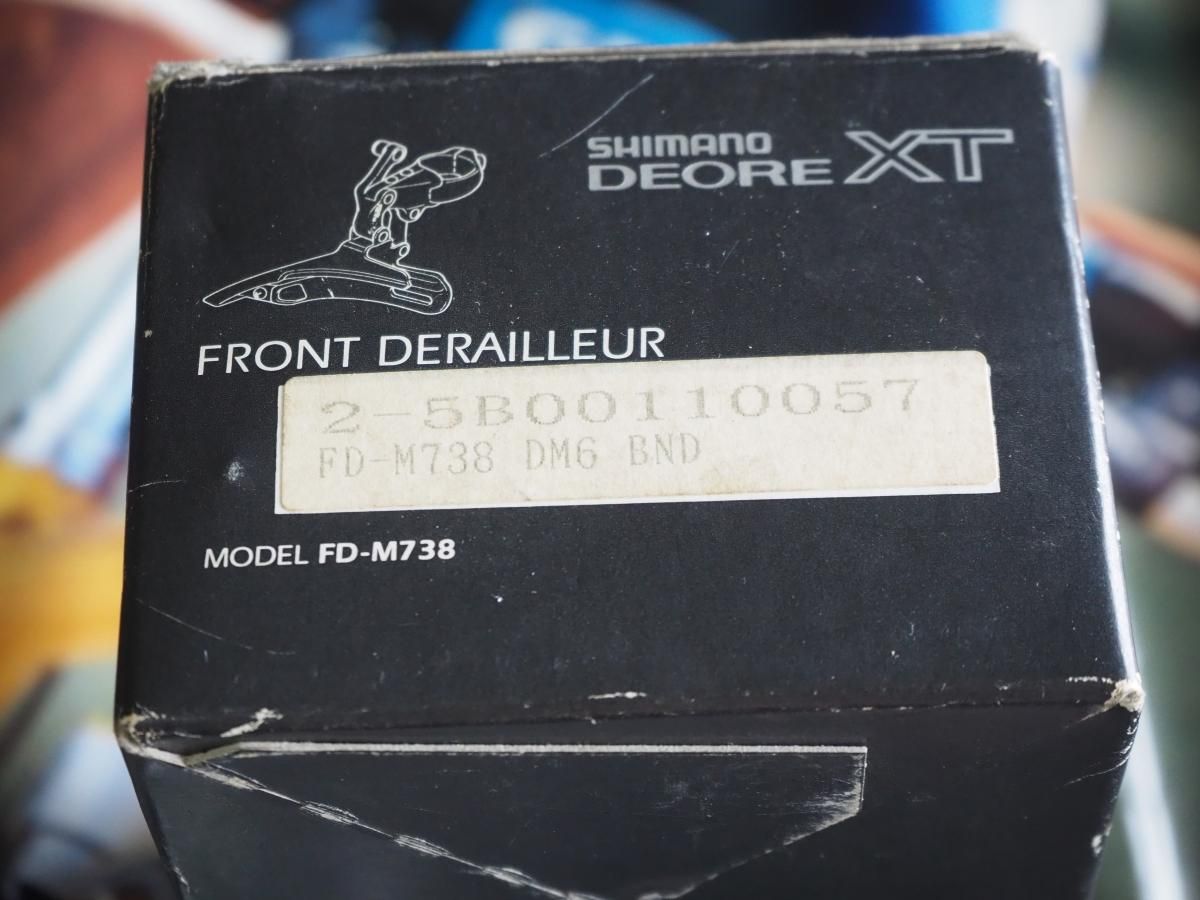 SHIMANO
DEORE XT
FRONT DERAILLEUR
2-5B00110057
FD-M738 DM6 BND
MODEL FD-M738